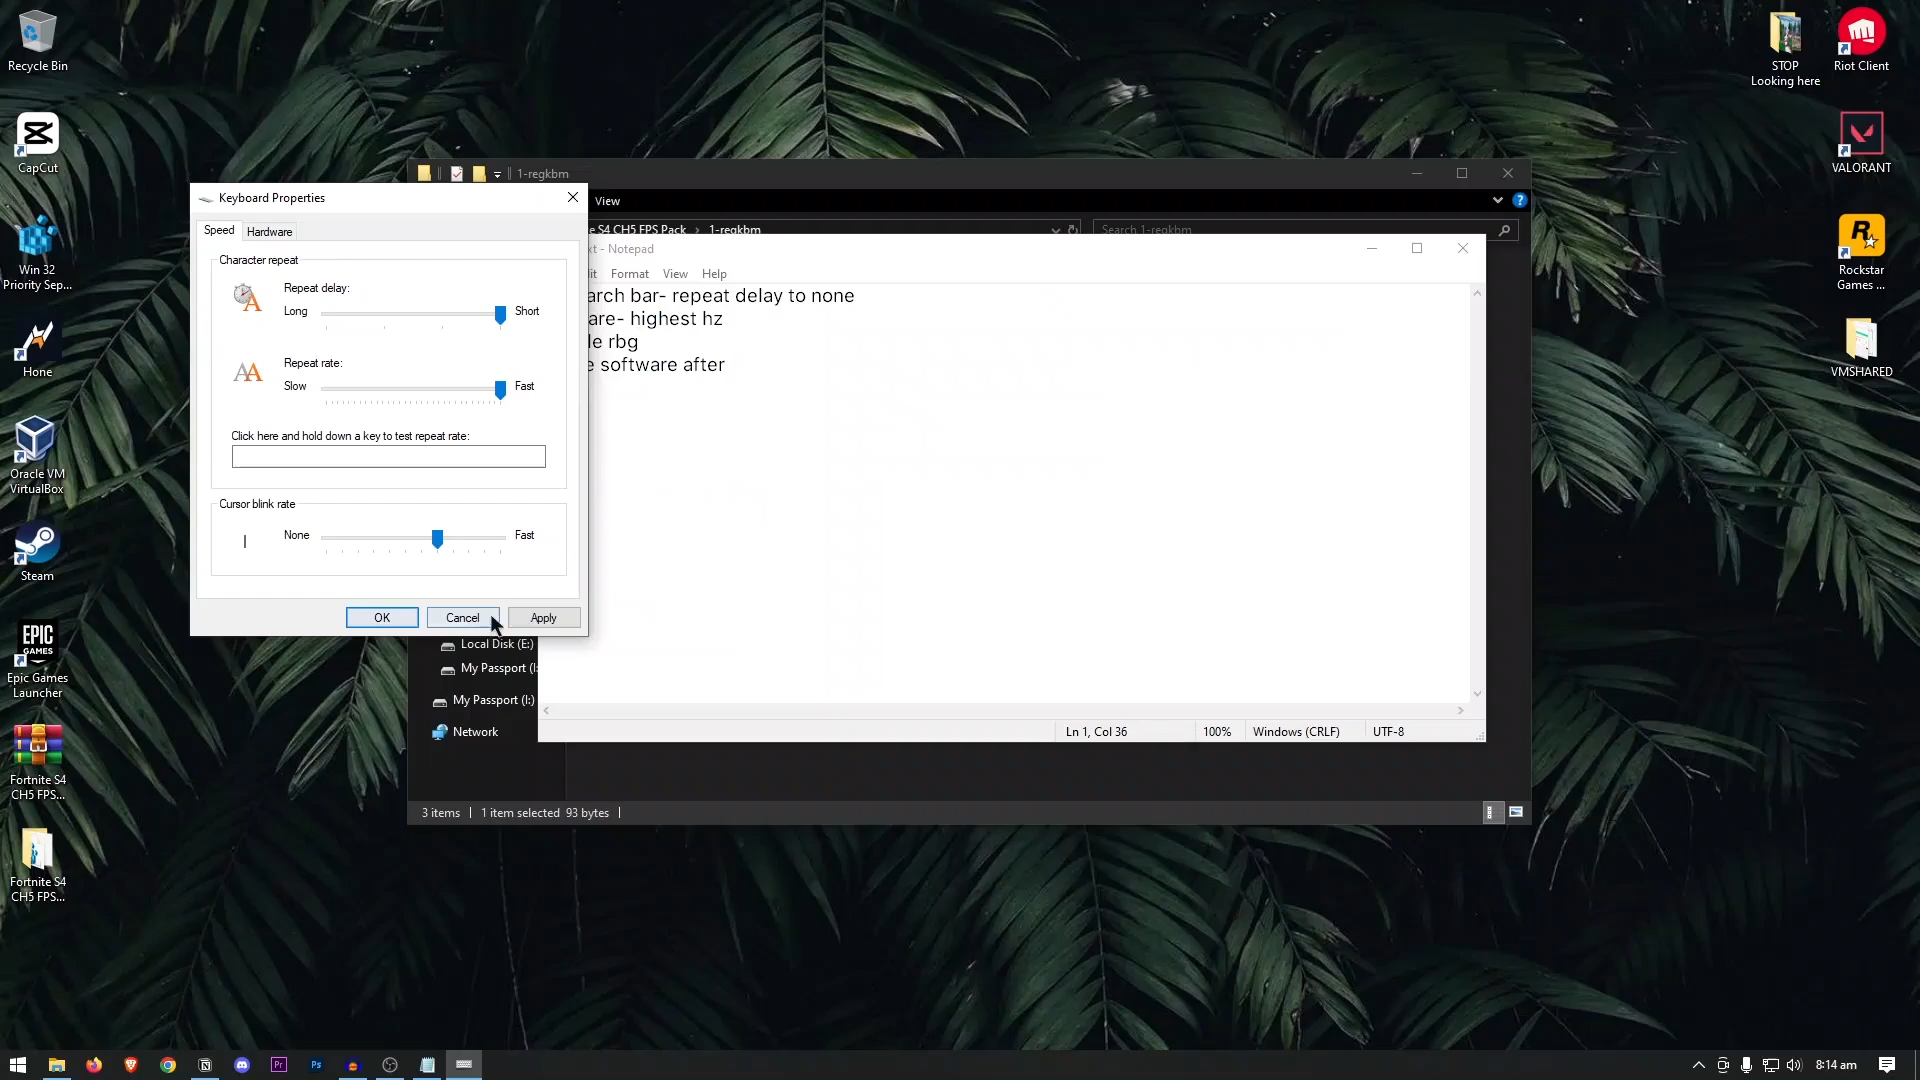 Recycle Bin
CapCut
Win 32
Priority Sep...
Hone
Oracle VM
VirtualBox
Steam
EPIC
GAMES
Epic Games
Launcher
Fortnite S4
CH5 FPS...
Fortnite S4
CH5 FPS...
STOP
Looking here
Riot Client
VALORANT
Rockstar
Games ...
VMSHARED
1-regkbm
View
e S4 CH5 FPS Pack › 1-regkbm
Search 1-regkbm
Local Disk (E:)
My Passport (I:
My Passport (I:)
Network
3 items
1 item selected 93 bytes
xt - Notepad
it Format View Help
arch bar- repeat delay to none
are- highest hz
le rbg
e software after
Ln 1, Col 36
100%
Windows (CRLF)
UTF-8
Keyboard Properties
Speed Hardware
Character repeat
Repeat delay:
Long Short
Repeat rate:
Slow Fast
Click here and hold down a key to test repeat rate:
Cursor blink rate
None Fast
OK Cancel Apply
Pr
Ps
8:14 am